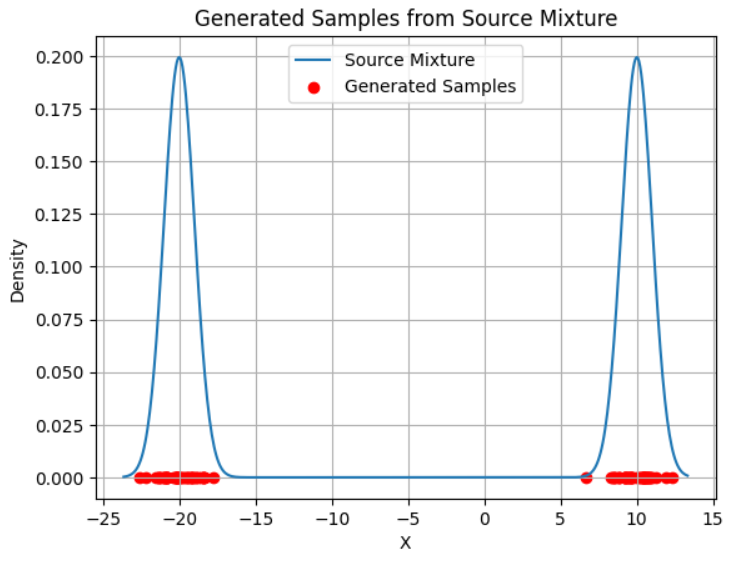 Generated Samples from Source Mixture
Source Mixture
Generated Samples
Density
0.200
0.175
0.150
0.125
0.100
0.075
0.050
0.025
0.000
−25 −20 −15 −10 −5 0 5 10 15
X